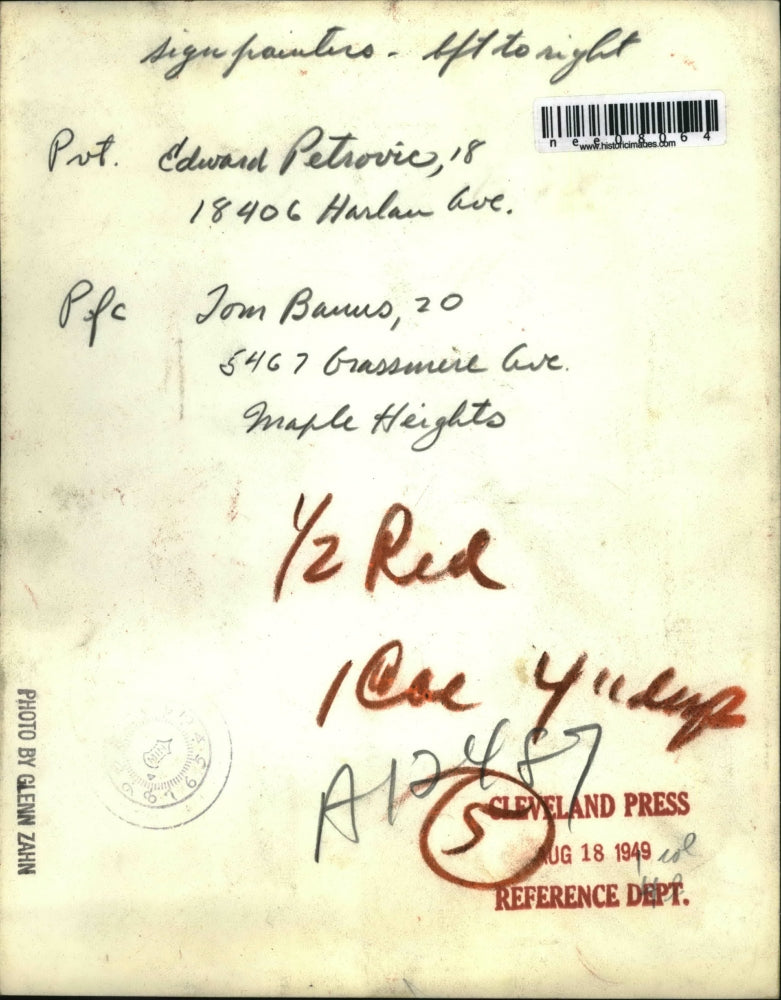 sign painters - left to right
nee08064
www.historicimages.com
Pvt. Edward Petrovic, 18
18406 Harlan Ave.
Pfc Tom Banus, 20
5467 Grassmere Ave.
Maple Heights
1/2 Red
1 Col 4" deep
A12487
5
CLEVELAND PRESS
AUG 18 1949
REFERENCE DEPT.
PHOTO BY GLENN ZAHN